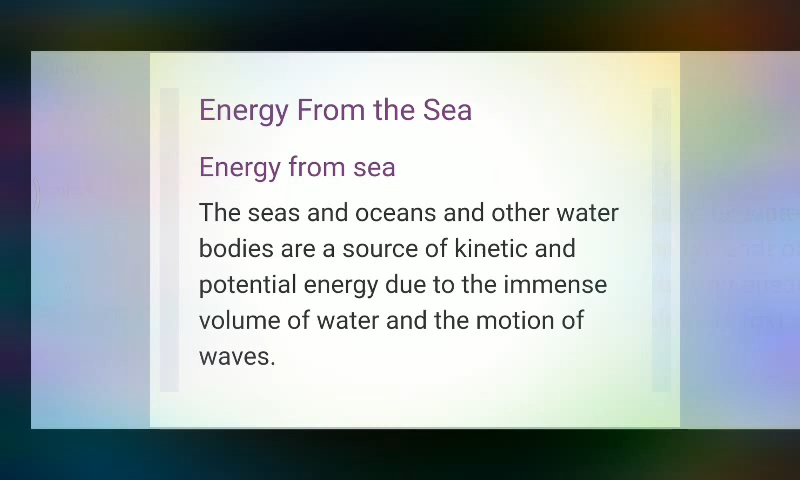 Energy From the Sea
Energy from sea
The seas and oceans and other water
bodies are a source of kinetic and
potential energy due to the immense
volume of water and the motion of
waves.